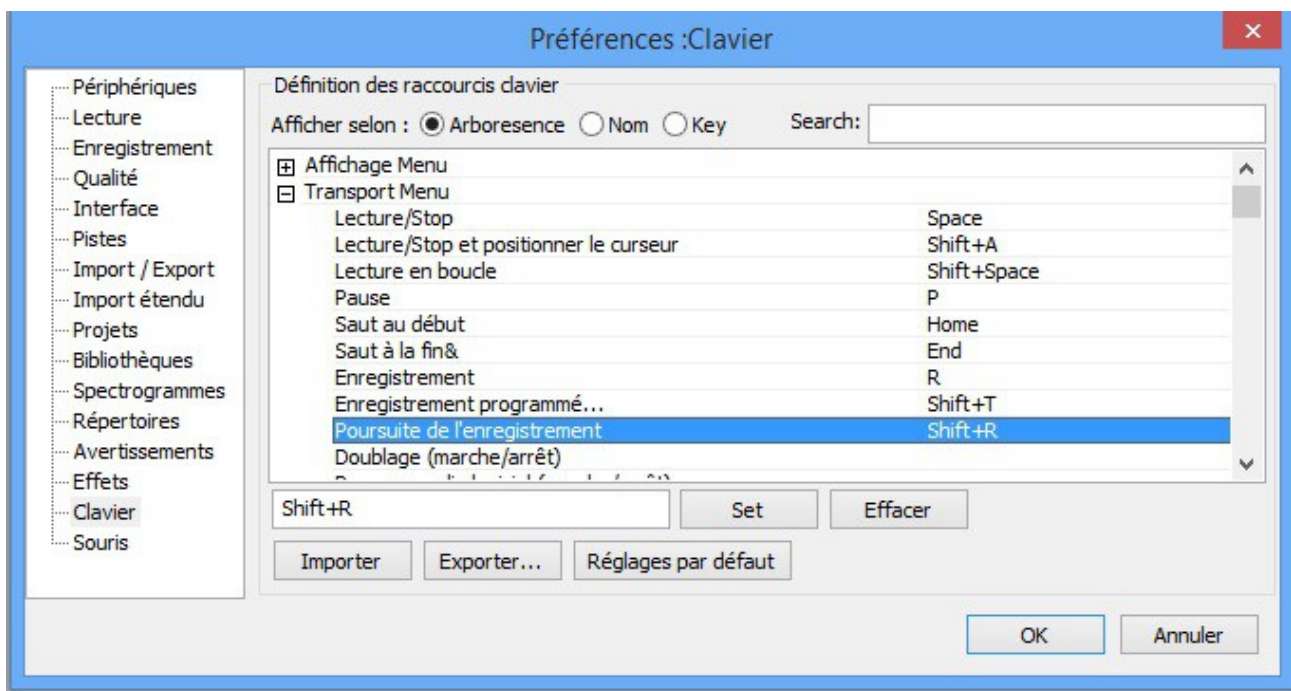 Préférences :Clavier
Périphériques
Lecture
Enregistrement
Qualité
Interface
Pistes
Import / Export
Import étendu
Projets
Bibliothèques
Spectrogrammes
Répertoires
Avertissements
Effets
Clavier
Souris
Définition des raccourcis clavier
Afficher selon : Arboresence Nom Key Search:
Affichage Menu
Transport Menu
Lecture/Stop Space
Lecture/Stop et positionner le curseur Shift+A
Lecture en boucle Shift+Space
Pause P
Saut au début Home
Saut à la fin& End
Enregistrement R
Enregistrement programmé... Shift+T
Poursuite de l'enregistrement Shift+R
Doublage (marche/arrêt)
Shift+R Set Effacer
Importer Exporter... Réglages par défaut
OK Annuler